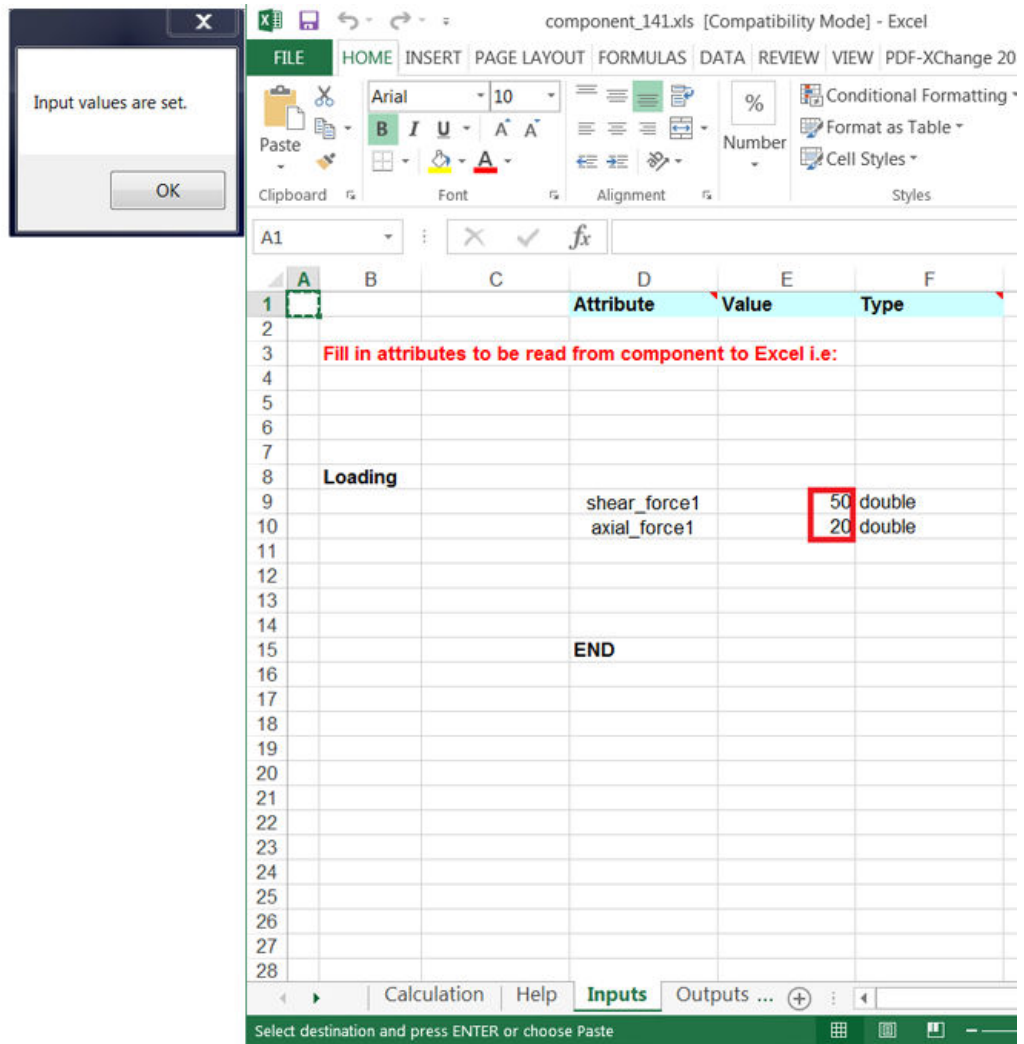 X
Input values are set.
OK
component_141.xls [Compatibility Mode] - Excel
FILE HOME INSERT PAGE LAYOUT FORMULAS DATA REVIEW VIEW PDF-XChange 20
Paste
Arial 10
B I U A A
A
%
Number
Conditional Formatting
Format as Table
Cell Styles
Clipboard Font Alignment Styles
A1 fx
A B C D E F
1 Attribute Value Type
2
3 Fill in attributes to be read from component to Excel i.e:
4
5
6
7
8 Loading
9 shear_force1 50 double
10 axial_force1 20 double
11
12
13
14
15 END
16
17
18
19
20
21
22
23
24
25
26
27
28
Calculation Help Inputs Outputs ...
Select destination and press ENTER or choose Paste